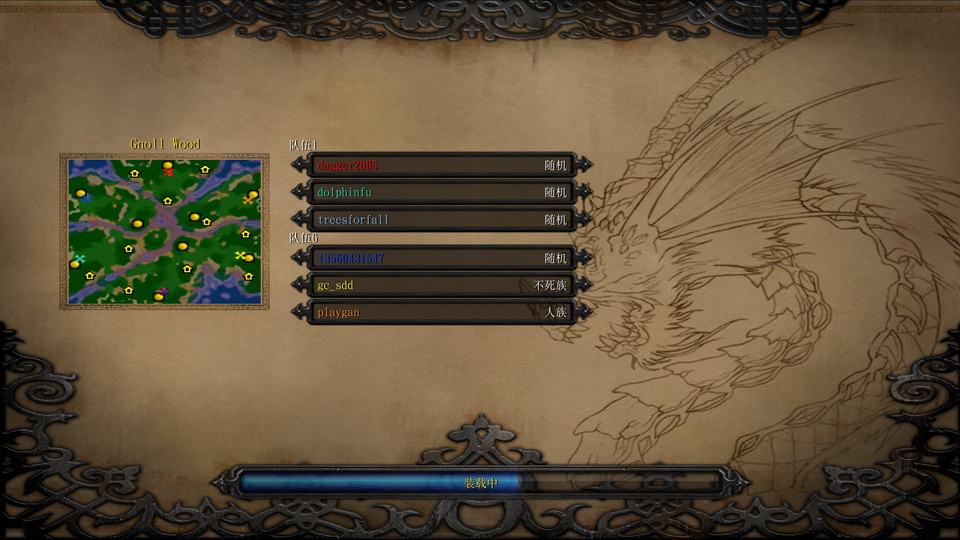 Gnoll Wood
队伍1
dagger2005 随机
dolphinfu 随机
treesforfall 随机
队伍6
13560431547 随机
gc_sdd 不死族
playgan 人族
装载中